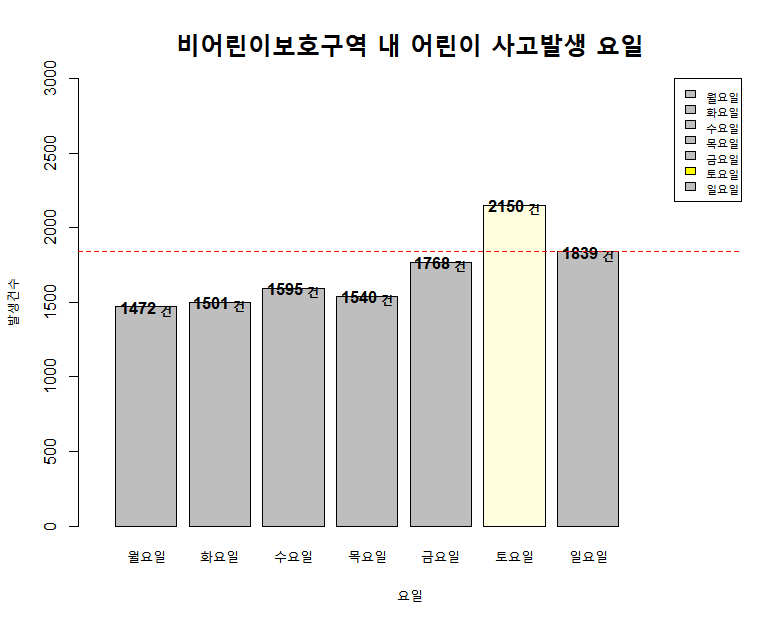 비어린이보호구역 내 어린이 사고발생 요일
월요일
화요일
수요일
목요일
금요일
토요일
일요일
발생건수
3000
2500
2000
1500
1000
500
0
1472 건
1501 건
1595 건
1540 건
1768 건
2150 건
1839 건
월요일 화요일 수요일 목요일 금요일 토요일 일요일
요일